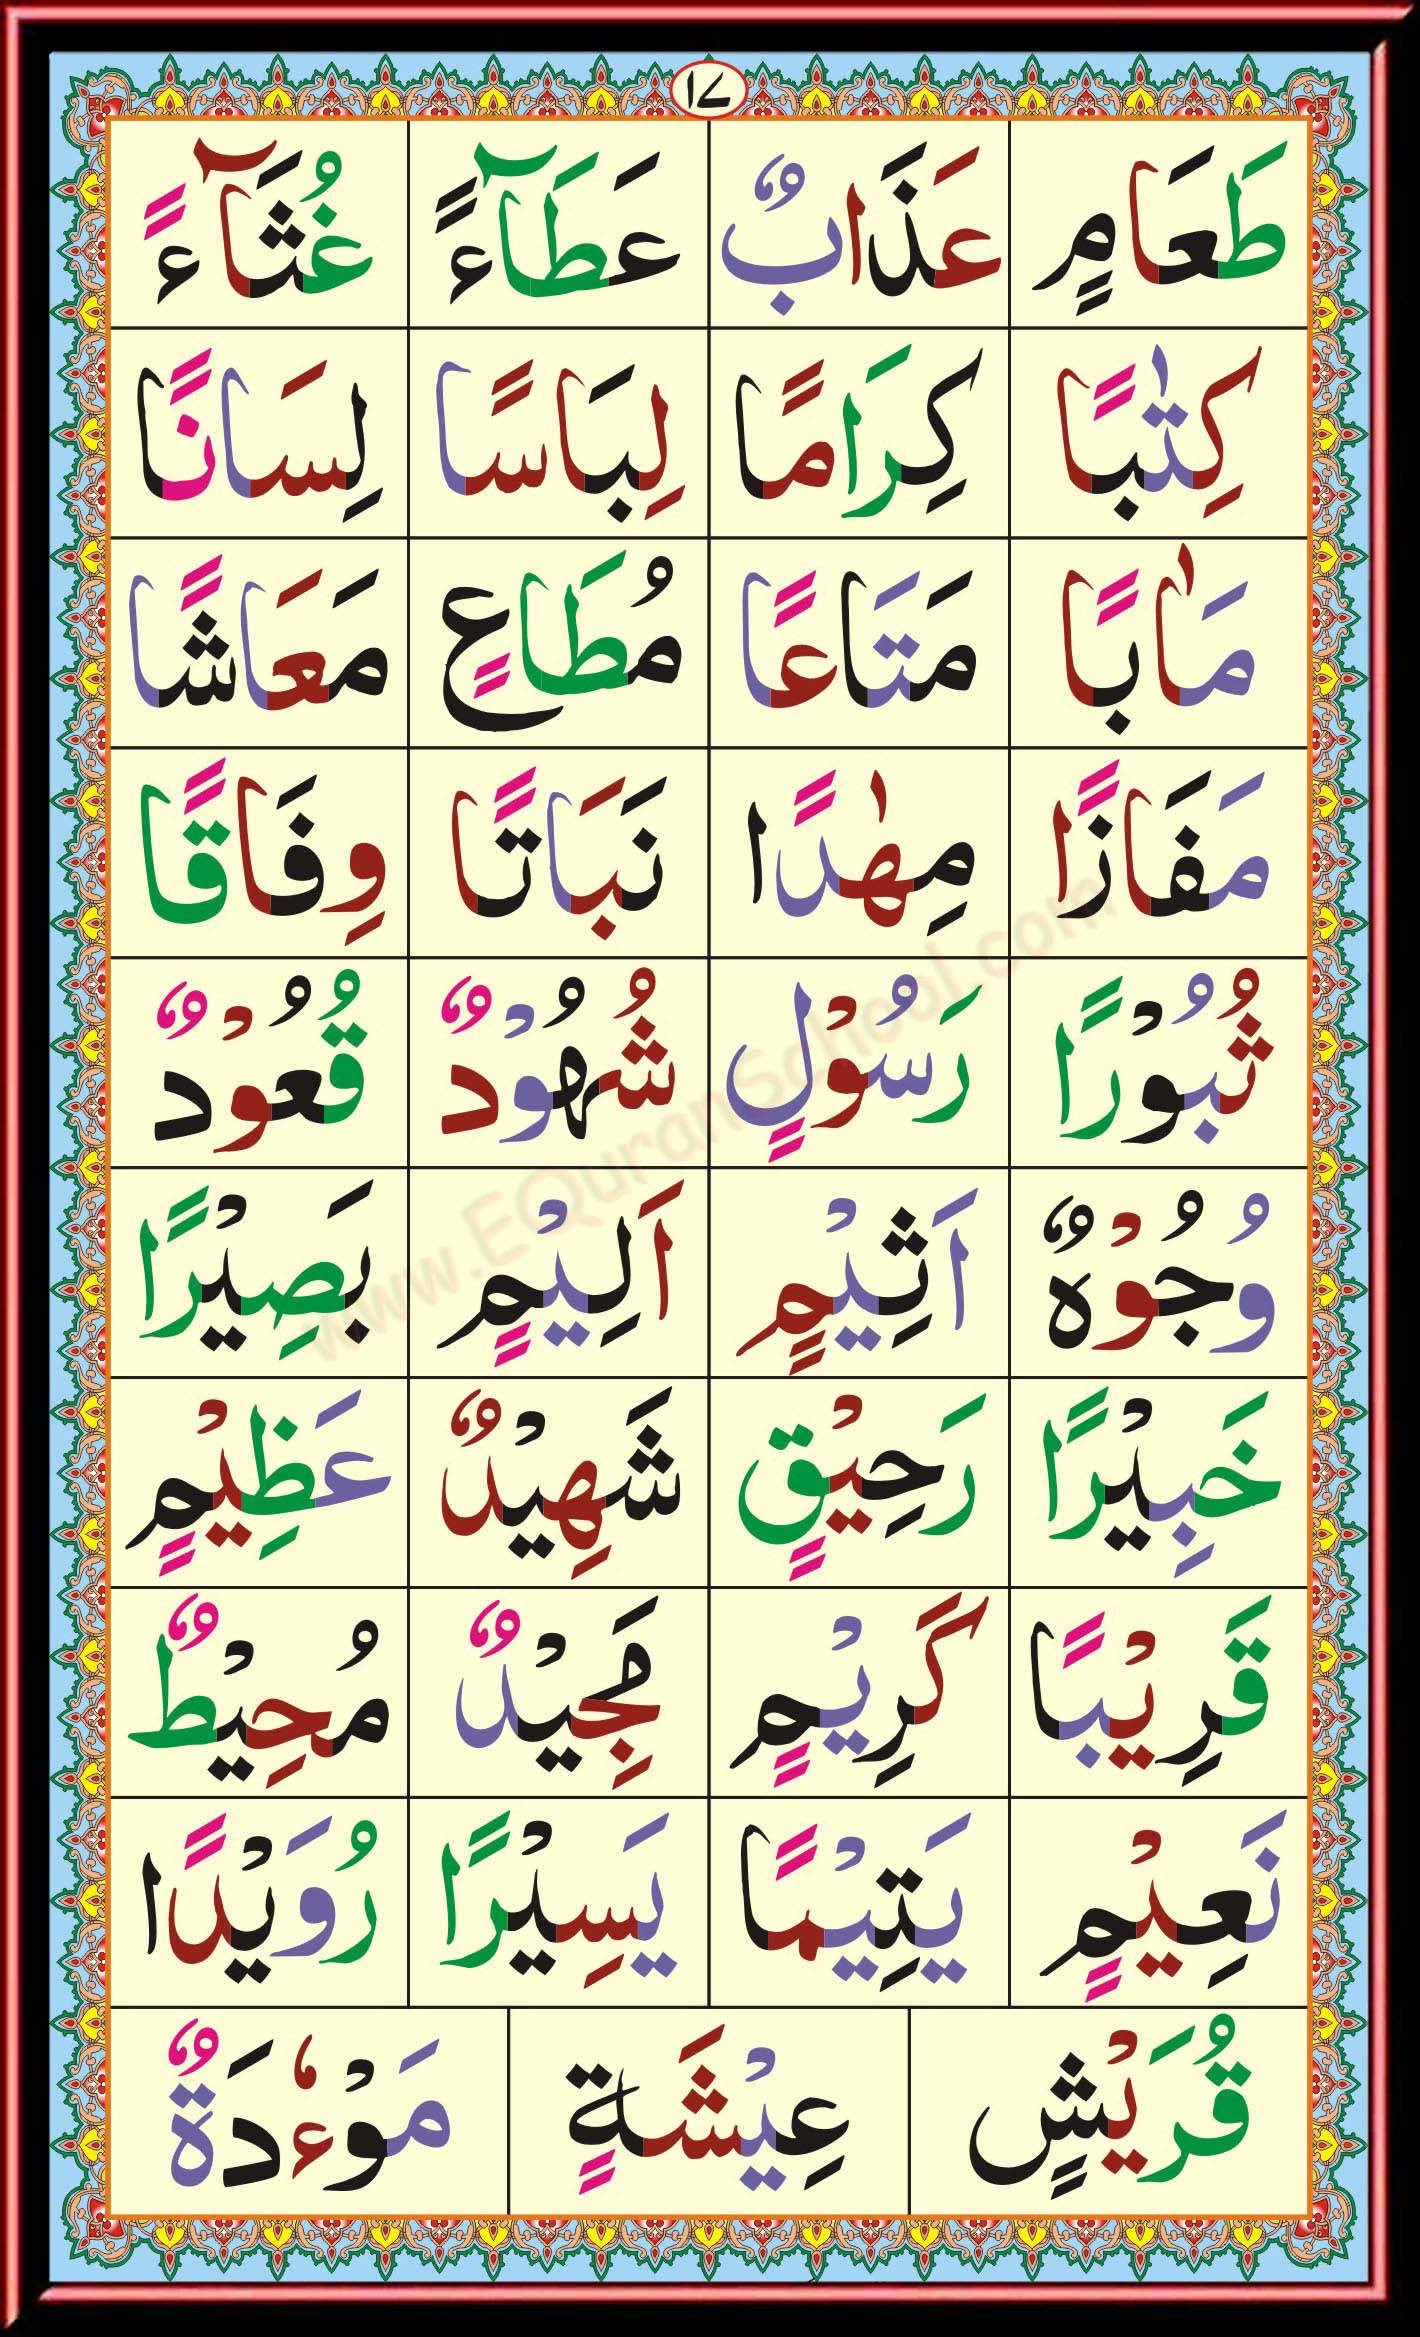 ١٧
طَعَامٍ عَذَابٌ عَطَآءً غُثَآءً
كِتٰبًا كِرَامًا لِبَاسًا لِسَانًا
مَاٰبًا مَتَاعًا مُطَاعٍ مَعَاشًا
مَفَازًا مِهٰدًا نَبَاتًا وِفَاقًا
ثُبُوْرًا رَسُوْلٍ شُهُوْدٌ قُعُوْدٌ
وُجُوْهٌ اَثِيْمٍ اَلِيْمٍ بَصِيْرًا
خَبِيْرًا رَحِيْقٍ شَهِيْدٌ عَظِيْمٍ
قَرِيْبًا كَرِيْمٍ مَجِيْدٌ مُحِيْطٌ
نَعِيْمٍ يَتِيْمًا يَسِيْرًا رُوَيْدًا
قُرَيْشٍ عِيْشَةٍ مَوْءٗدَةٌ
www.EQuranSchool.com